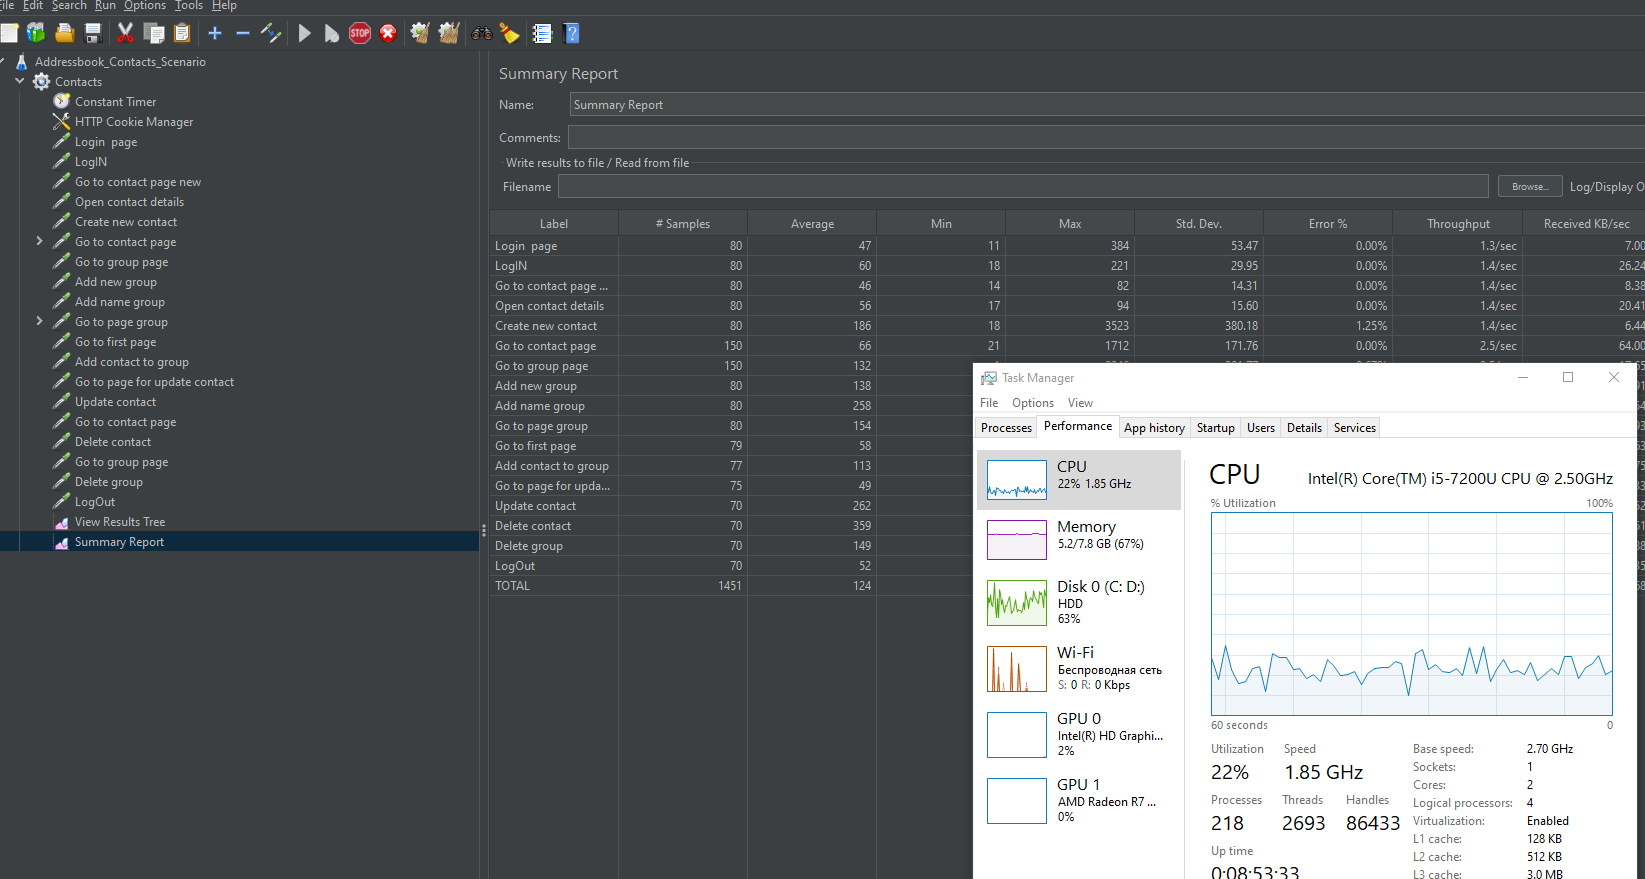 File Edit Search Run Options Tools Help
STOP
Addressbook_Contacts_Scenario
Contacts
Constant Timer
HTTP Cookie Manager
Login page
LogIN
Go to contact page new
Open contact details
Create new contact
Go to contact page
Go to group page
Add new group
Add name group
Go to page group
Go to first page
Add contact to group
Go to page for update contact
Update contact
Go to contact page
Delete contact
Go to group page
Delete group
LogOut
View Results Tree
Summary Report
Summary Report
Name: Summary Report
Comments:
Write results to file / Read from file
Filename Browse... Log/Display O
Label # Samples Average Min Max Std. Dev. Error % Throughput Received KB/sec
Login page 80 47 11 384 53.47 0.00% 1.3/sec 7.00
LogIN 80 60 18 221 29.95 0.00% 1.4/sec 26.24
Go to contact page ... 80 46 14 82 14.31 0.00% 1.4/sec 8.38
Open contact details 80 56 17 94 15.60 0.00% 1.4/sec 20.41
Create new contact 80 186 18 3523 380.18 1.25% 1.4/sec 6.44
Go to contact page 150 66 21 1712 171.76 0.00% 2.5/sec 64.00
Go to group page 150 132
Add new group 80 138
Add name group 80 258
Go to page group 80 154
Go to first page 79 58
Add contact to group 77 113
Go to page for upda... 75 49
Update contact 70 262
Delete contact 70 359
Delete group 70 149
LogOut 70 52
TOTAL 1451 124
Task Manager
File Options View
Processes Performance App history Startup Users Details Services
CPU
22% 1.85 GHz
Memory
5.2/7.8 GB (67%)
Disk 0 (C: D:)
HDD
63%
Wi-Fi
Беспроводная сеть
S: 0 R: 0 Kbps
GPU 0
Intel(R) HD Graphi...
2%
GPU 1
AMD Radeon R7 ...
0%
CPU Intel(R) Core(TM) i5-7200U CPU @ 2.50GHz
% Utilization 100%
60 seconds 0
Utilization Speed
22% 1.85 GHz
Processes Threads Handles
218 2693 86433
Up time
0:08:53:33
Base speed: 2.70 GHz
Sockets: 1
Cores: 2
Logical processors: 4
Virtualization: Enabled
L1 cache: 128 KB
L2 cache: 512 KB
L3 cache: 3.0 MB